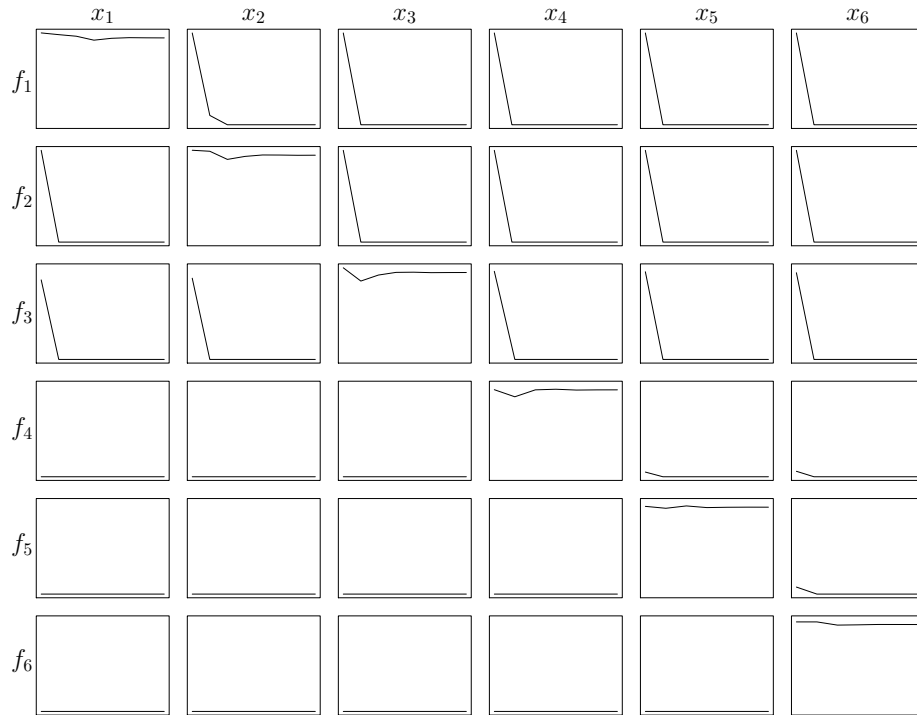 x₁ x₂ x₃ x₄ x₅ x₆
f₁
f₂
f₃
f₄
f₅
f₆